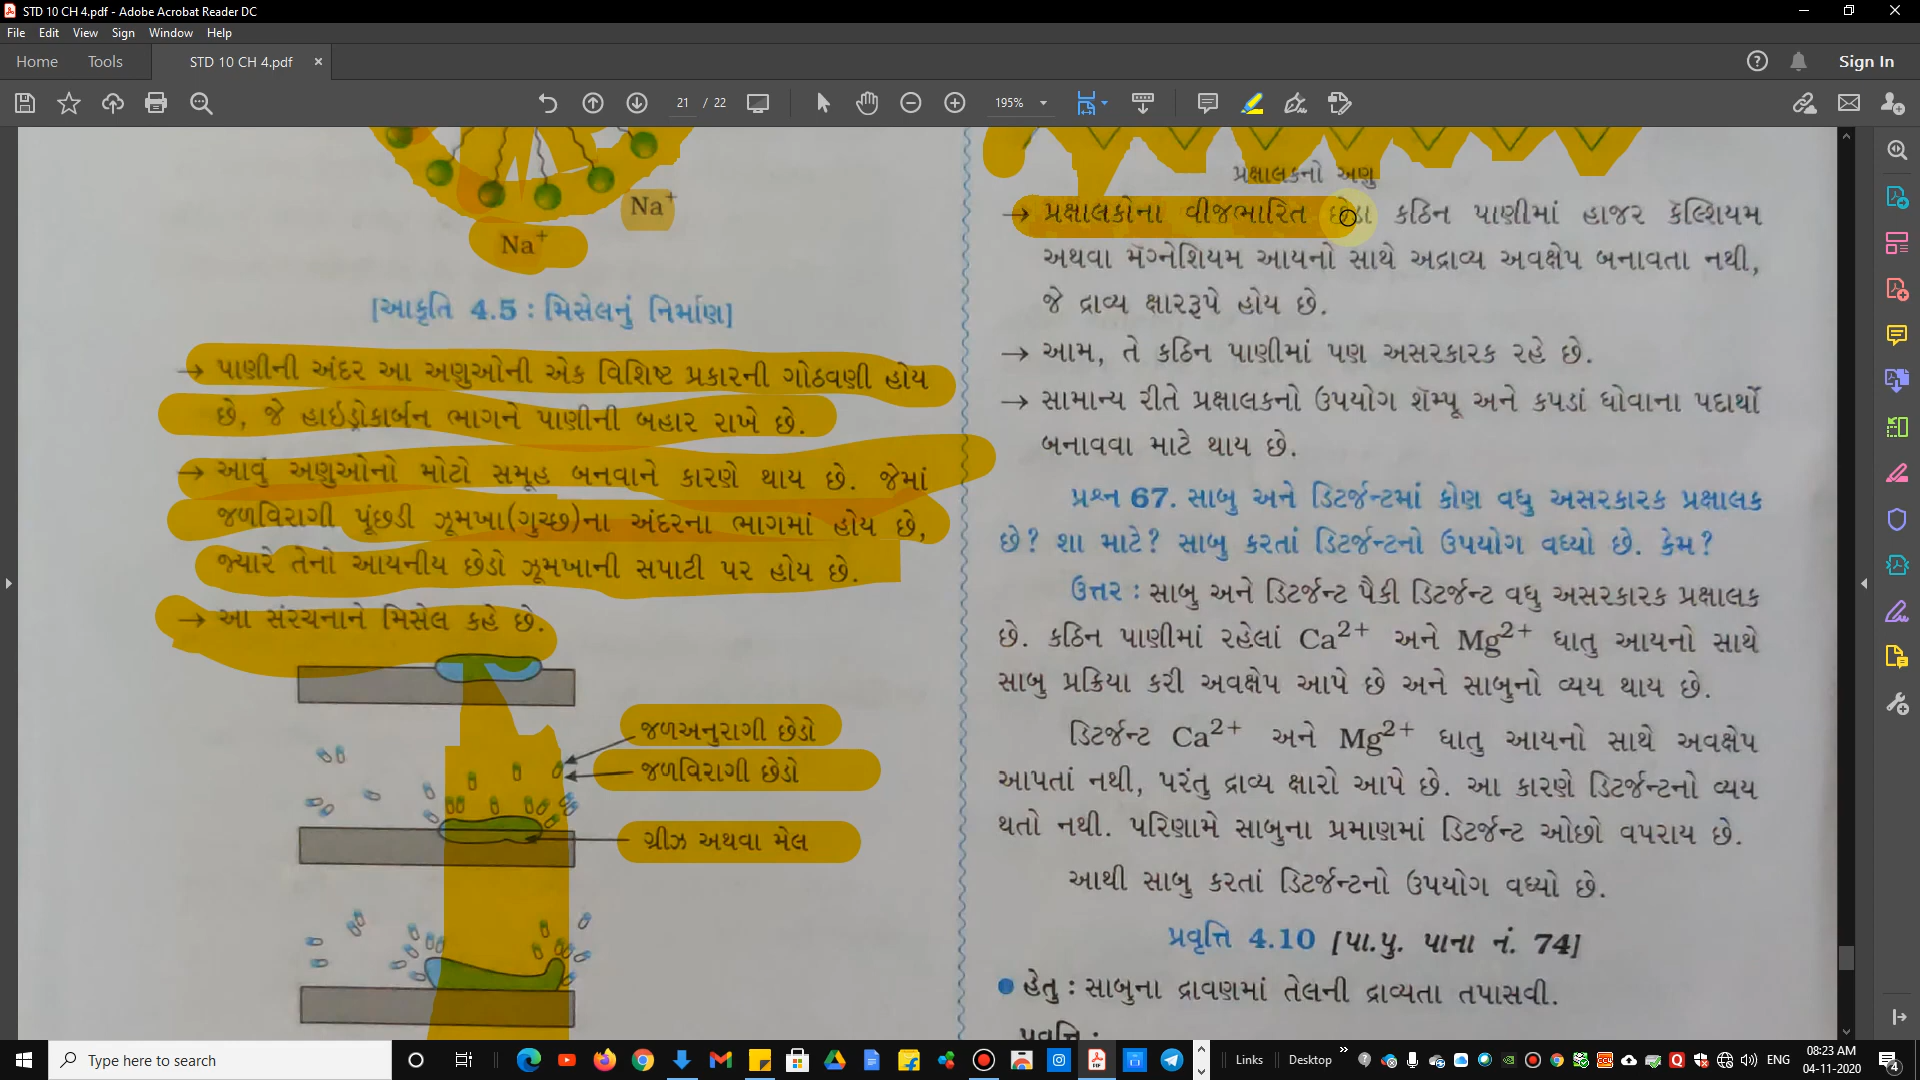 STD 10 CH 4.pdf - Adobe Acrobat Reader DC
File Edit View Sign Window Help
Home Tools STD 10 CH 4.pdf Sign In
21 / 22 195%
Na+
Na+
[આકૃતિ 4.5 : મિસેલનું નિર્માણ]
→ પાણીની અંદર આ અણુઓની એક વિશિષ્ટ પ્રકારની ગોઠવણી હોય
છે, જે હાઇડ્રોકાર્બન ભાગને પાણીની બહાર રાખે છે.
→ આવું અણુઓનો મોટો સમૂહ બનવાને કારણે થાય છે. જેમાં
જળવિરાગી પૂંછડી ઝૂમખા(ગુચ્છ)ના અંદરના ભાગમાં હોય છે,
જ્યારે તેનો આયનીય છેડો ઝૂમખાની સપાટી પર હોય છે.
→ આ સંરચનાને મિસેલ કહે છે.
જળઅનુરાગી છેડો
જળવિરાગી છેડો
ગ્રીઝ અથવા મેલ
પ્રક્ષાલકનો અણુ
→ પ્રક્ષાલકોના વીજભારિત છેડા કઠિન પાણીમાં હાજર કૅલ્શિયમ
અથવા મૅગ્નેશિયમ આયનો સાથે અદ્રાવ્ય અવક્ષેપ બનાવતા નથી,
જે દ્રાવ્ય ક્ષારરૂપે હોય છે.
→ આમ, તે કઠિન પાણીમાં પણ અસરકારક રહે છે.
→ સામાન્ય રીતે પ્રક્ષાલકનો ઉપયોગ શૅમ્પૂ અને કપડાં ધોવાના પદાર્થો
બનાવવા માટે થાય છે.
પ્રશ્ન 67. સાબુ અને ડિટર્જન્ટમાં કોણ વધુ અસરકારક પ્રક્ષાલક
છે? શા માટે? સાબુ કરતાં ડિટર્જન્ટનો ઉપયોગ વધ્યો છે. કેમ?
ઉત્તર : સાબુ અને ડિટર્જન્ટ પૈકી ડિટર્જન્ટ વધુ અસરકારક પ્રક્ષાલક
છે. કઠિન પાણીમાં રહેલાં Ca2+ અને Mg2+ ધાતુ આયનો સાથે
સાબુ પ્રક્રિયા કરી અવક્ષેપ આપે છે અને સાબુનો વ્યય થાય છે.
ડિટર્જન્ટ Ca2+ અને Mg2+ ધાતુ આયનો સાથે અવક્ષેપ
આપતાં નથી, પરંતુ દ્રાવ્ય ક્ષારો આપે છે. આ કારણે ડિટર્જન્ટનો વ્યય
થતો નથી. પરિણામે સાબુના પ્રમાણમાં ડિટર્જન્ટ ઓછો વપરાય છે.
આથી સાબુ કરતાં ડિટર્જન્ટનો ઉપયોગ વધ્યો છે.
પ્રવૃત્તિ 4.10 [પા.પુ. પાના નં. 74]
● હેતુ : સાબુના દ્રાવણમાં તેલની દ્રાવ્યતા તપાસવી.
પ્રવૃત્તિ :
Type here to search
Links Desktop ENG 08:23 AM
04-11-2020
4